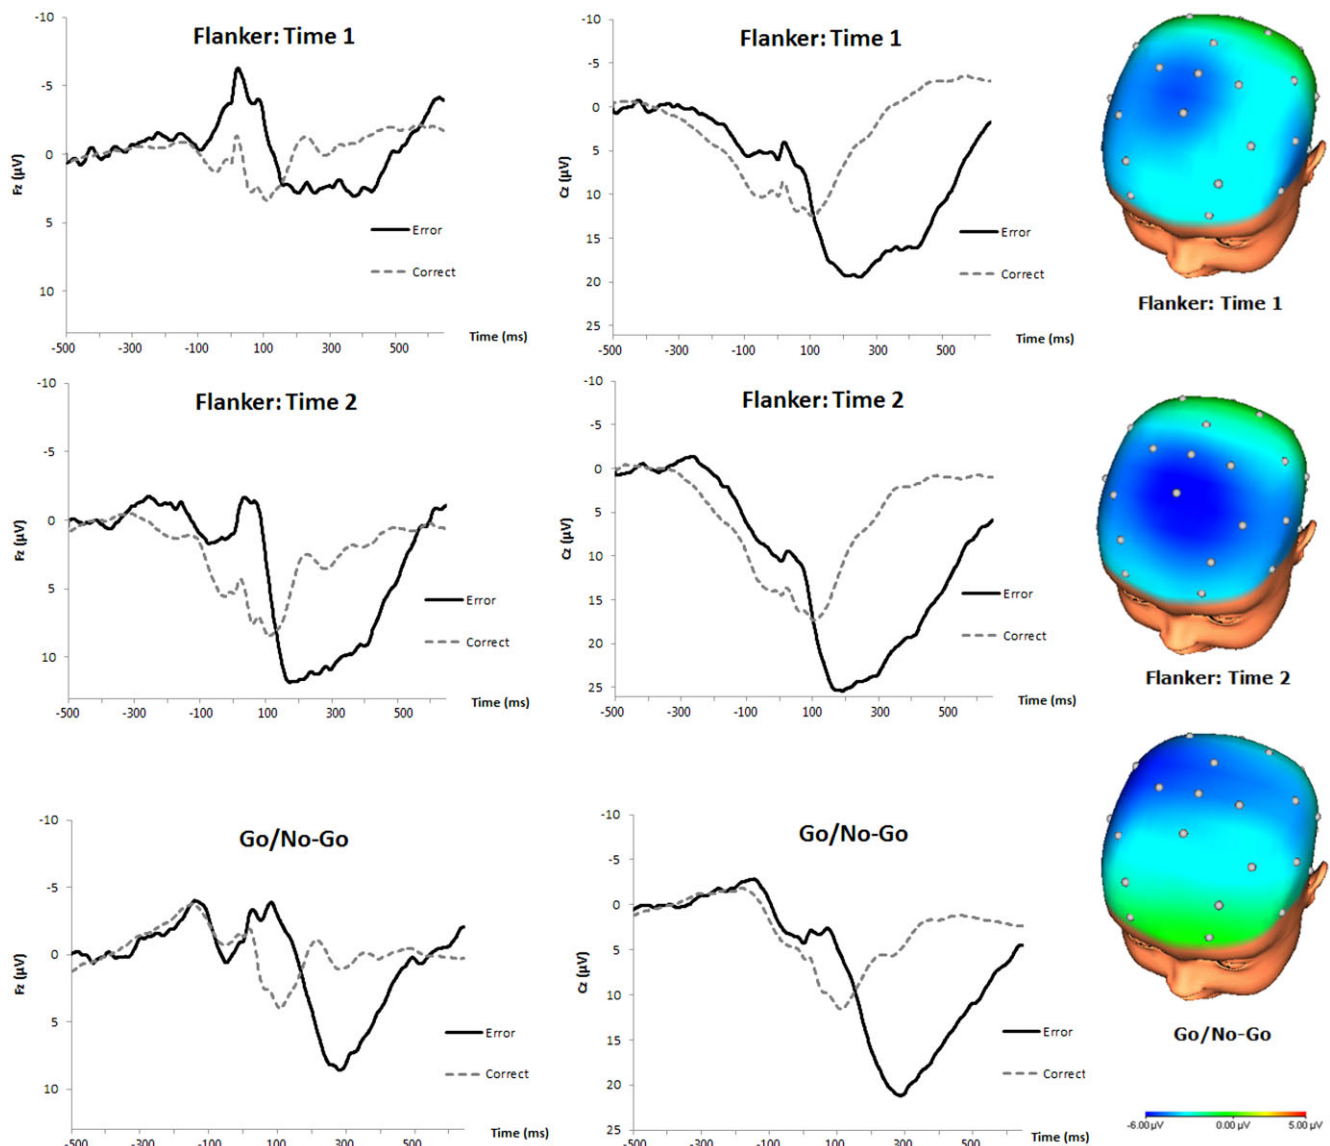 Flanker: Time 1
-10
-5
0
5
10
Fz (µV)
Error
Correct
-500
-300
-100
100
300
500
Time (ms)
Flanker: Time 1
-10
-5
0
5
10
15
20
25
Cz (µV)
Error
Correct
-500
-300
-100
100
300
500
Time (ms)
Flanker: Time 1
Flanker: Time 2
-10
-5
0
5
10
Fz (µV)
Error
Correct
-500
-300
-100
100
300
500
Time (ms)
Flanker: Time 2
-10
-5
0
5
10
15
20
25
Cz (µV)
Error
Correct
-500
-300
-100
100
300
500
Time (ms)
Flanker: Time 2
Go/No-Go
-10
-5
0
5
10
Fz (µV)
Error
Correct
-500
-300
-100
100
300
500
Time (ms)
Go/No-Go
-10
-5
0
5
10
15
20
25
Cz (µV)
Error
Correct
-500
-300
-100
100
300
500
Time (ms)
Go/No-Go
-6.00 µV
0.00 µV
5.00 µV